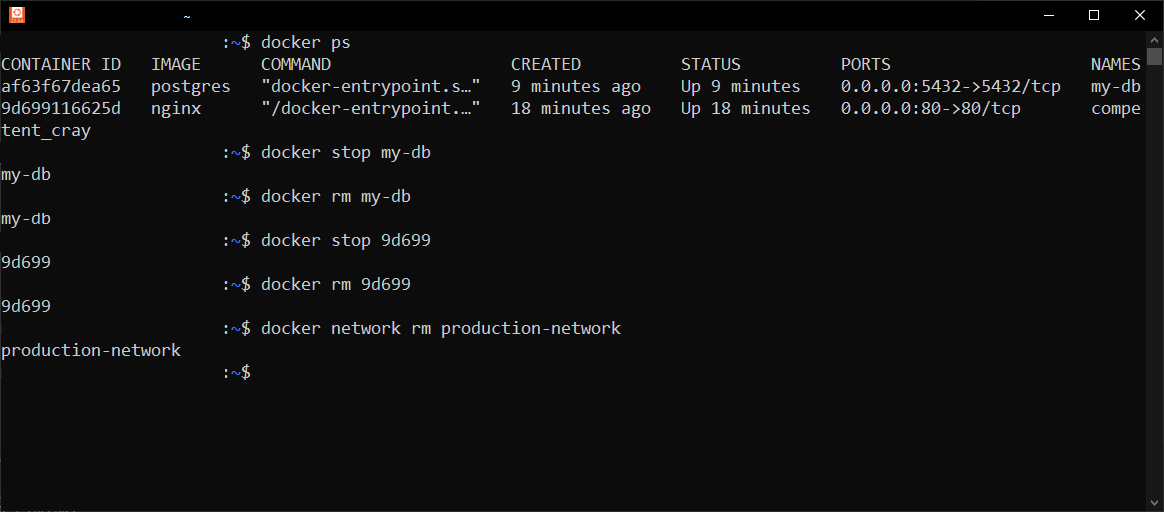 ~
:~$ docker ps
CONTAINER ID   IMAGE      COMMAND                  CREATED          STATUS          PORTS                    NAMES
af63f67dea65   postgres   "docker-entrypoint.s…"   9 minutes ago    Up 9 minutes    0.0.0.0:5432->5432/tcp   my-db
9d699116625d   nginx      "/docker-entrypoint.…"   18 minutes ago   Up 18 minutes   0.0.0.0:80->80/tcp       compe
tent_cray
:~$ docker stop my-db
my-db
:~$ docker rm my-db
my-db
:~$ docker stop 9d699
9d699
:~$ docker rm 9d699
9d699
:~$ docker network rm production-network
production-network
:~$